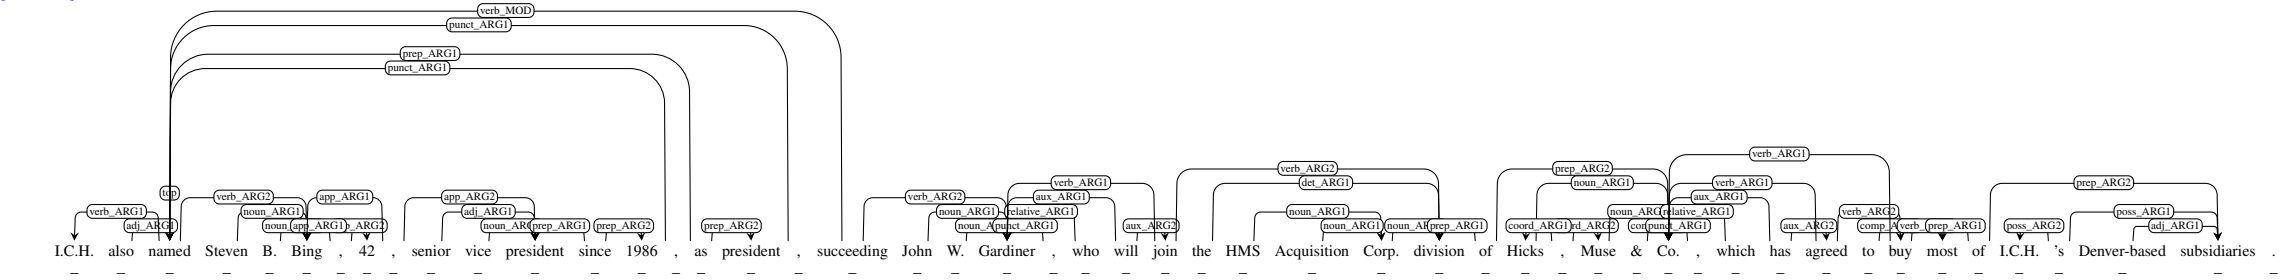 verb_MOD
punct_ARG1
prep_ARG1
punct_ARG1
verb_ARG1
prep_ARG2 verb_ARG2
top app_ARG2 verb_ARG1 det_ARG1 noun_ARG1 verb_ARG1 prep_ARG2
verb_ARG2 app_ARG1 verb_ARG2 aux_ARG1 aux_ARG1
verb_ARG1 noun_ARG1 adj_ARG1 noun_ARG1 relative_ARG1 noun_ARG1 relative_ARG1 verb_ARG2 poss_ARG1
prep_ARG1 prep_ARG2 prep_ARG2 punct_ARG1 aux_ARG2 noun_ARG1 prep_ARG1 coord_ARG1 punct_ARG1 aux_ARG2 prep_ARG1 poss_ARG2 adj_ARG1
I.C.H. also named Steven B. Bing , 42 , senior vice president since 1986 , as president , succeeding John W. Gardiner , who will join the HMS Acquisition Corp. division of Hicks , Muse & Co. , which has agreed to buy most of I.C.H. 's Denver-based subsidiaries .